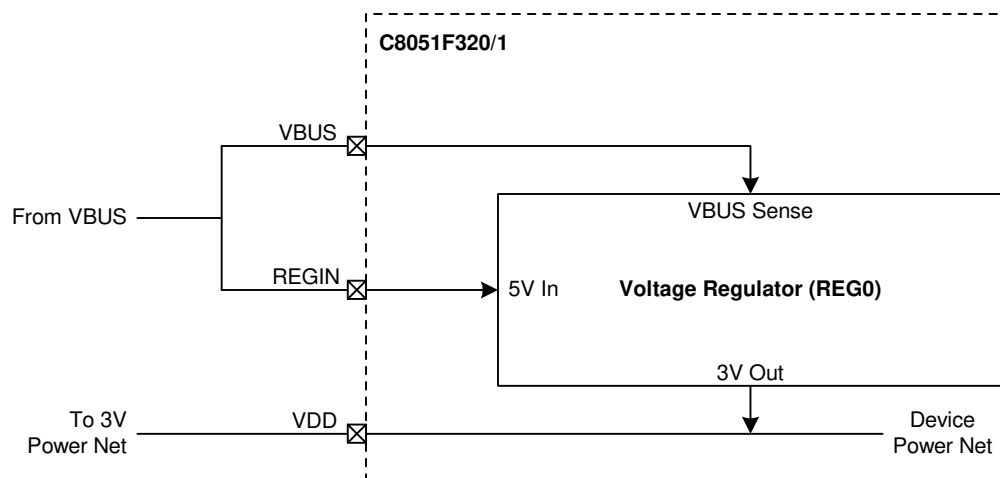 C8051F320/1
VBUS
From VBUS
VBUS Sense
REGIN
5V In
Voltage Regulator (REG0)
3V Out
To 3V
Power Net
VDD
Device
Power Net